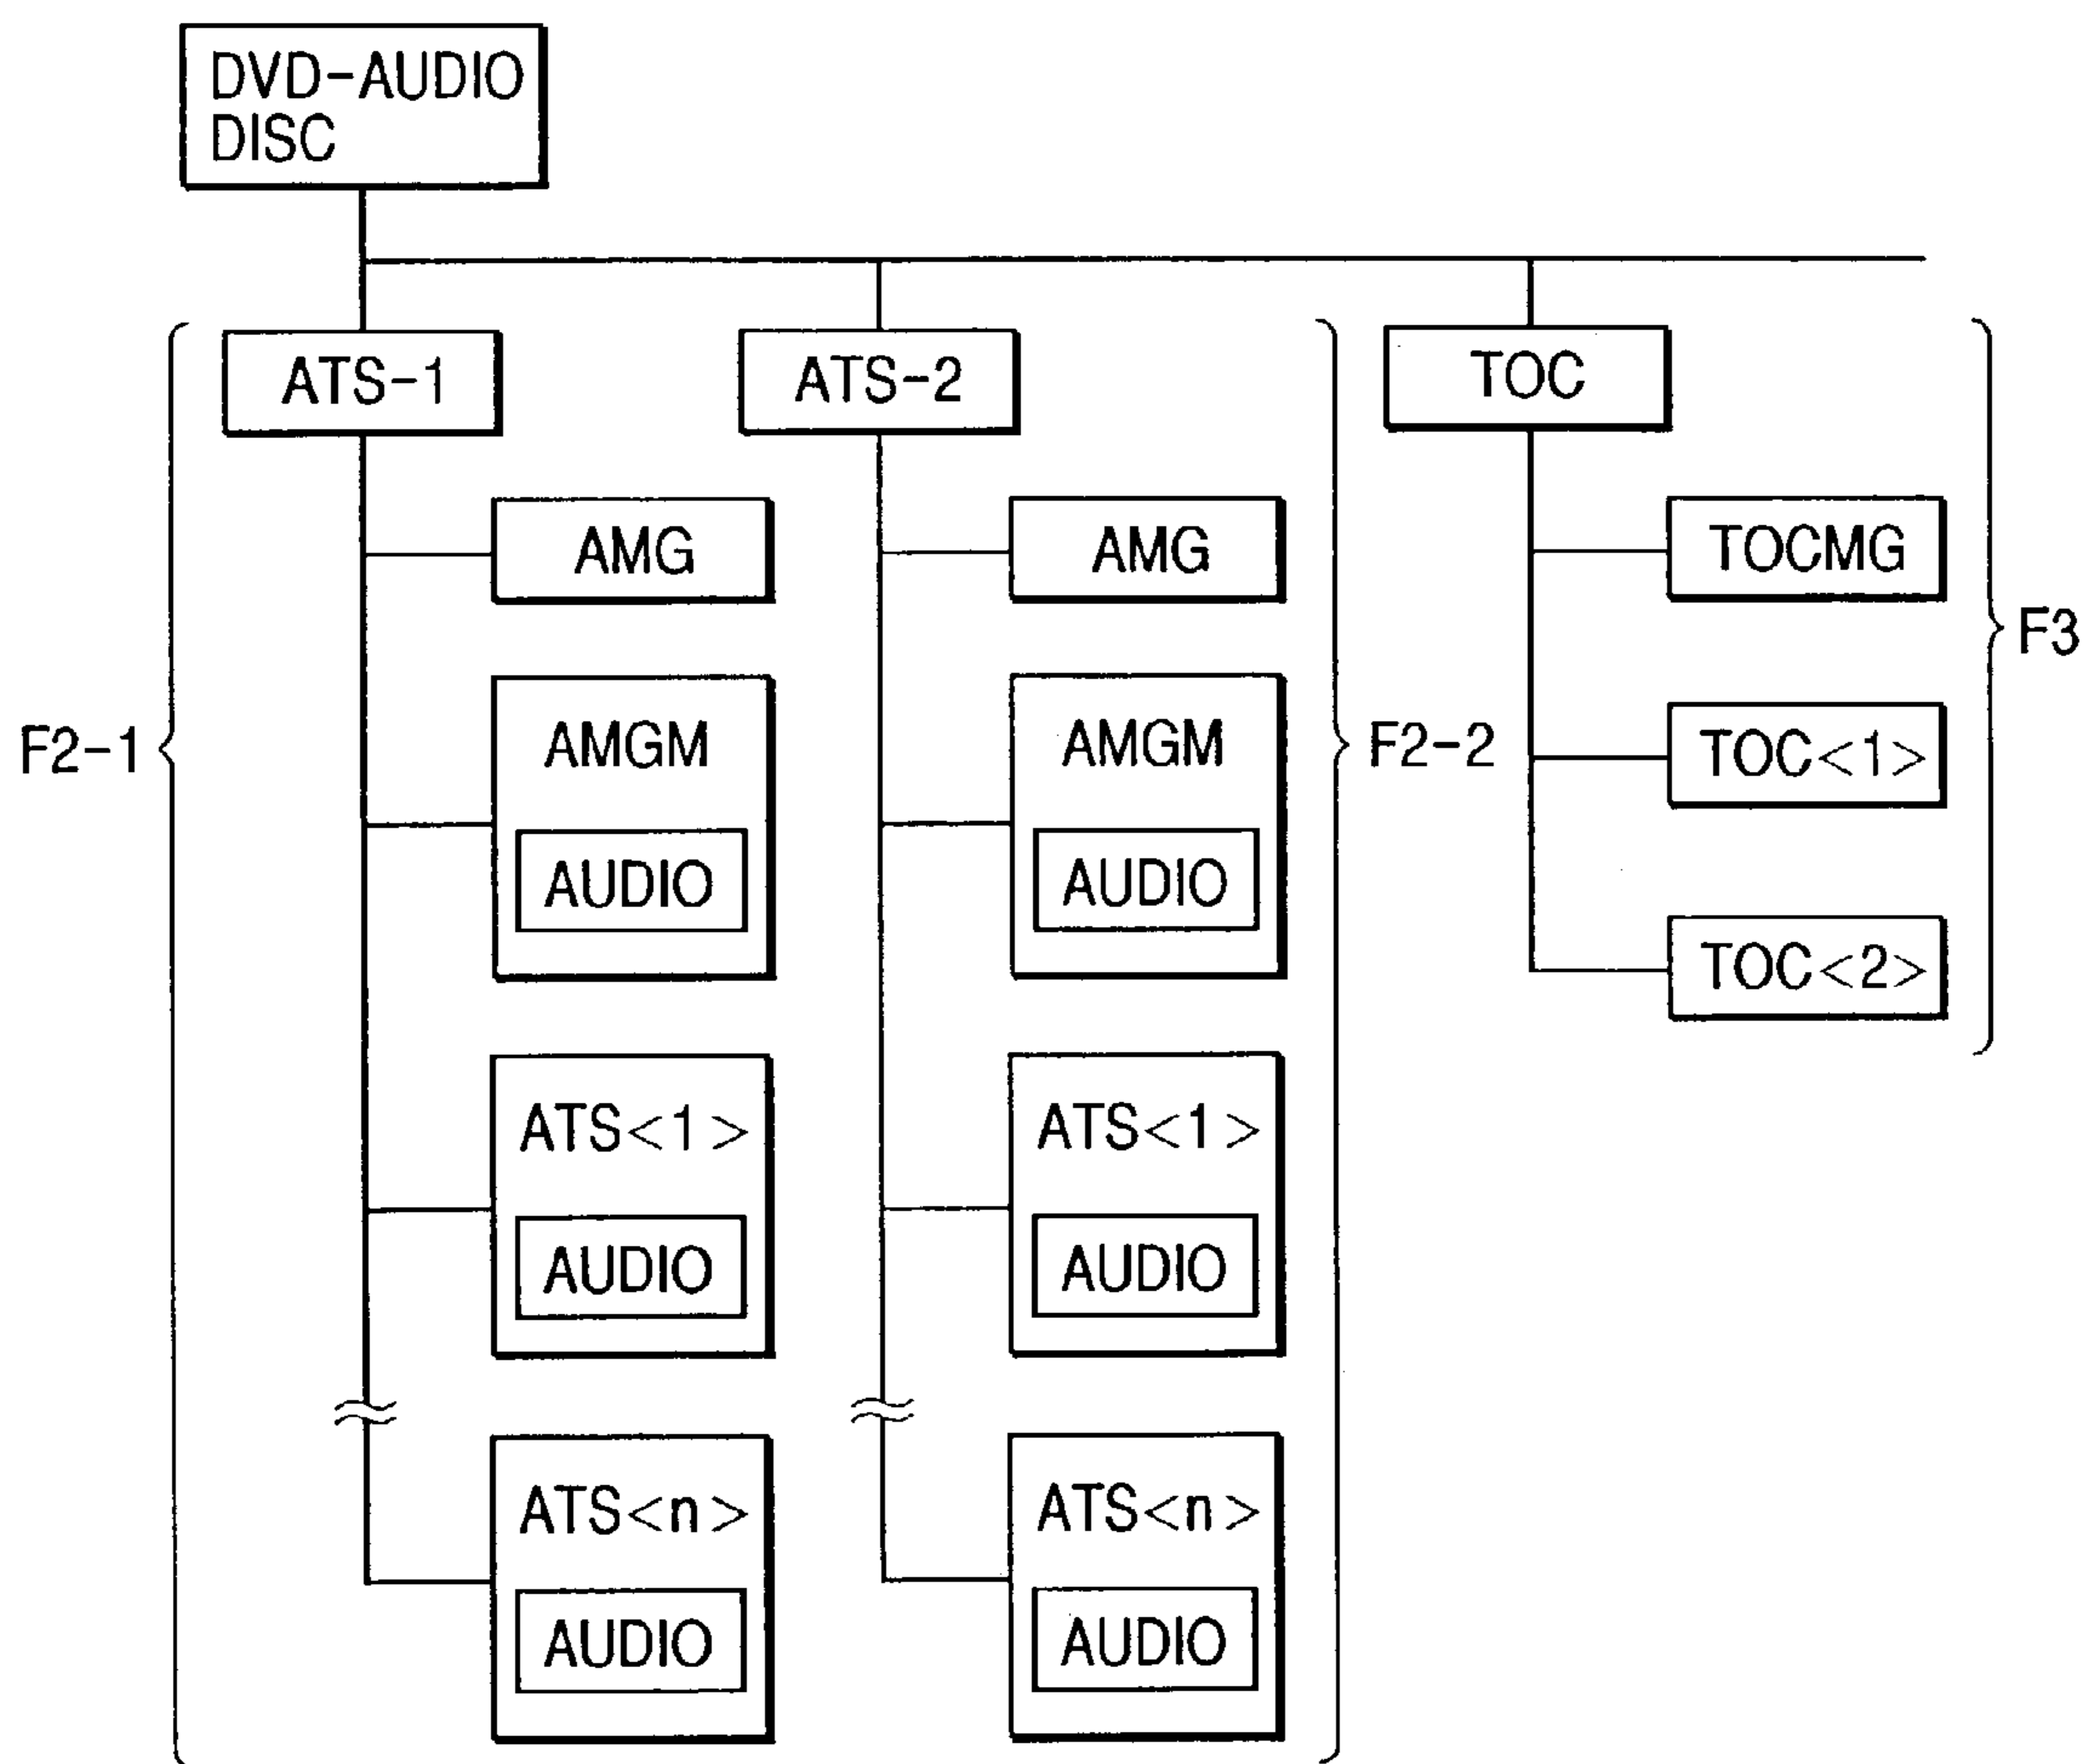 DVD-AUDIO
DISC
ATS-1
ATS-2
TOC
AMG
AMG
TOCMG
F3
F2-1
AMGM
AMGM
F2-2
TOC<1>
AUDIO
AUDIO
TOC<2>
ATS<1>
ATS<1>
AUDIO
AUDIO
ATS<n>
ATS<n>
AUDIO
AUDIO